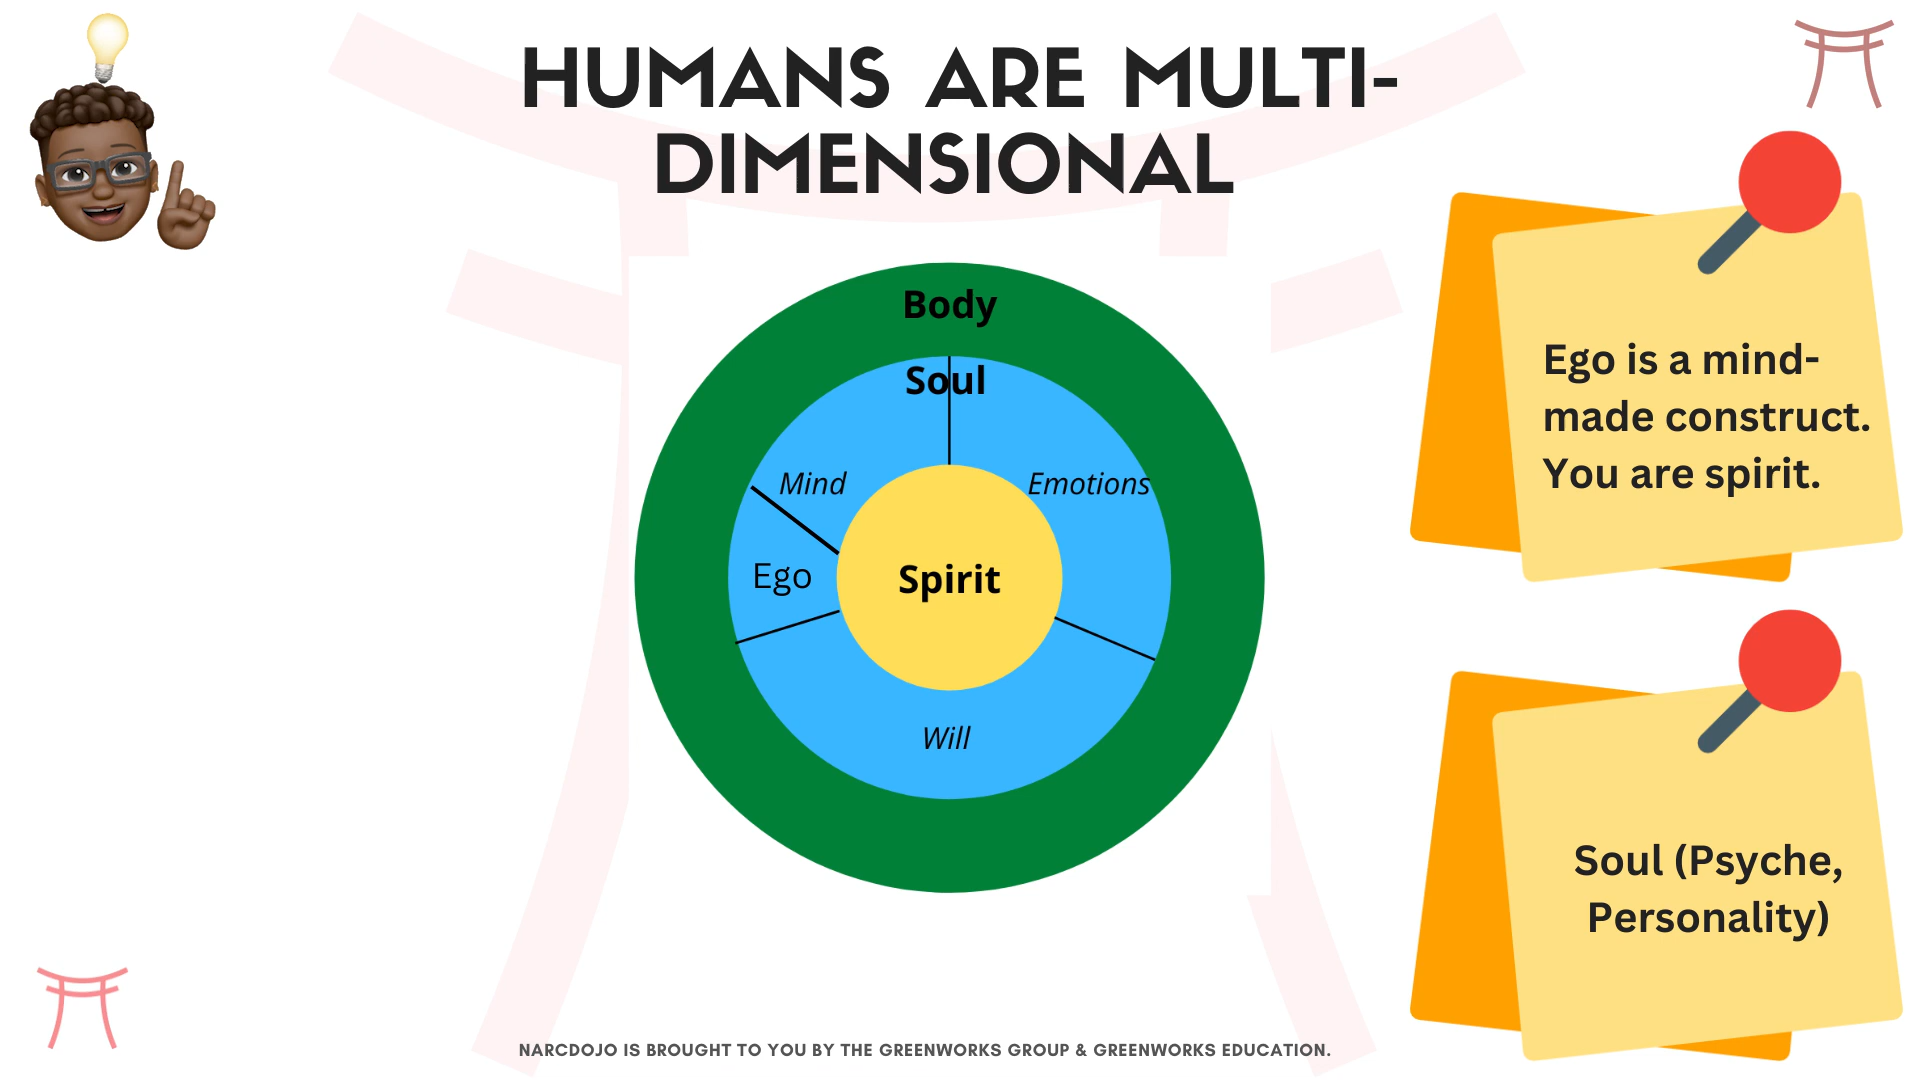 HUMANS ARE MULTI-
DIMENSIONAL
Body
Soul
Mind
Emotions
Ego
Spirit
Will
Ego is a mind-
made construct.
You are spirit.
Soul (Psyche,
Personality)
NARCDOJO IS BROUGHT TO YOU BY THE GREENWORKS GROUP & GREENWORKS EDUCATION.